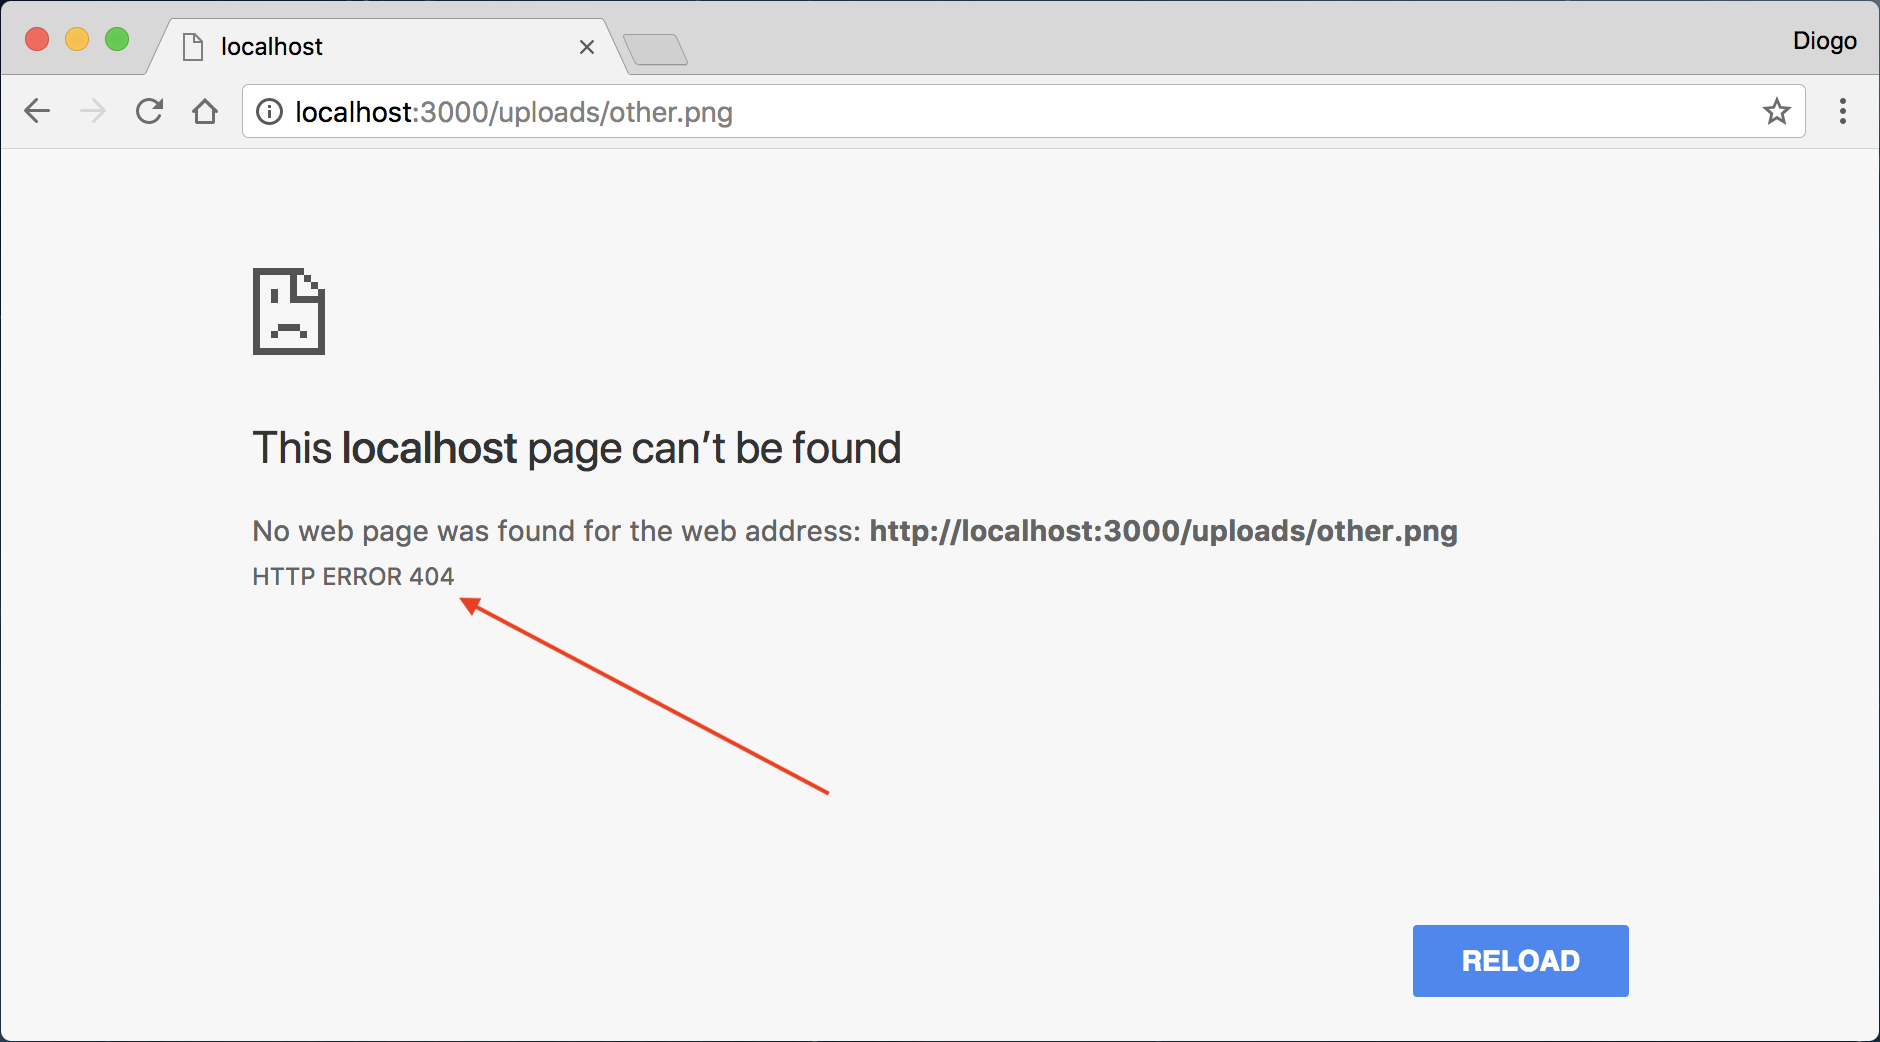 localhost
Diogo
localhost:3000/uploads/other.png
This localhost page can't be found
No web page was found for the web address: http://localhost:3000/uploads/other.png
HTTP ERROR 404
RELOAD